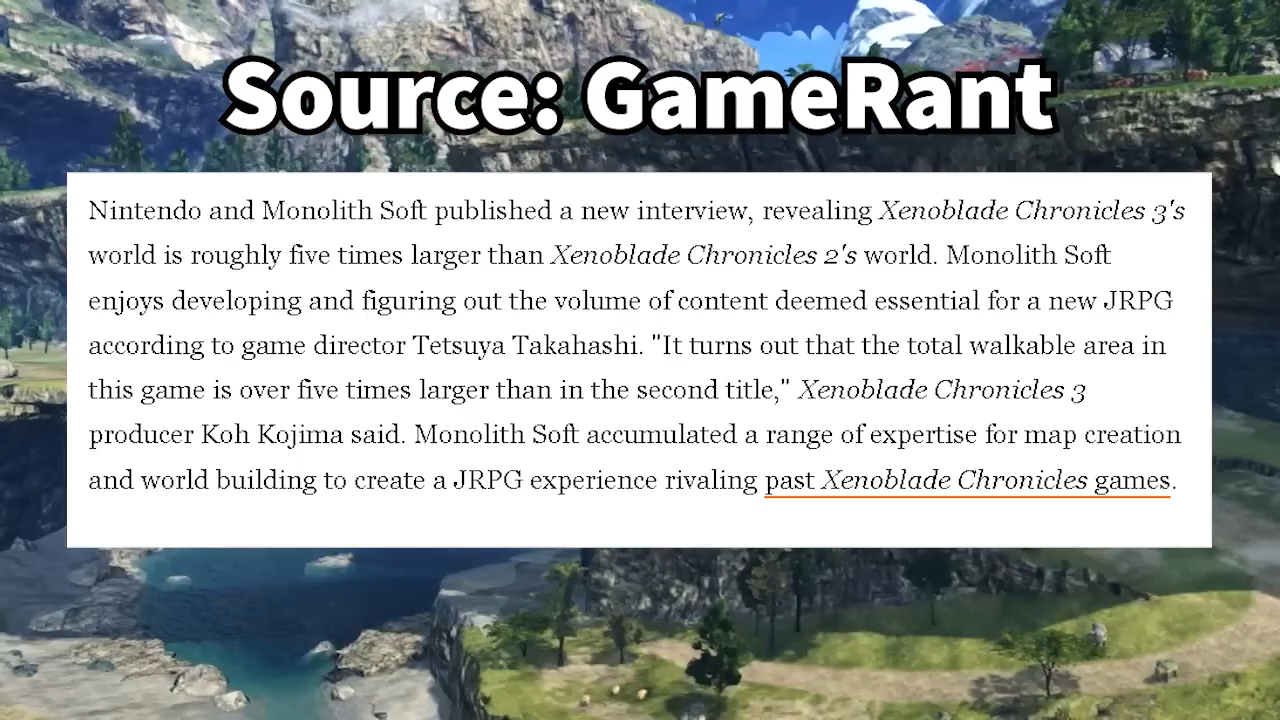 Source: GameRant
Nintendo and Monolith Soft published a new interview, revealing Xenoblade Chronicles 3's
world is roughly five times larger than Xenoblade Chronicles 2's world. Monolith Soft
enjoys developing and figuring out the volume of content deemed essential for a new JRPG
according to game director Tetsuya Takahashi. "It turns out that the total walkable area in
this game is over five times larger than in the second title," Xenoblade Chronicles 3
producer Koh Kojima said. Monolith Soft accumulated a range of expertise for map creation
and world building to create a JRPG experience rivaling past Xenoblade Chronicles games.